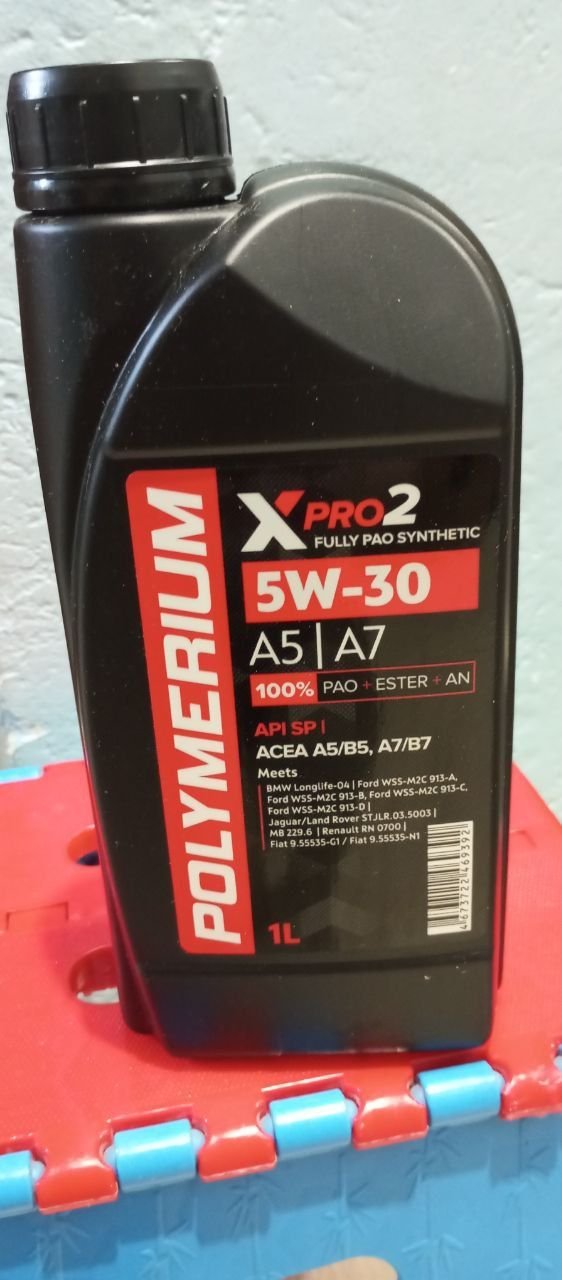 POLYMERIUM
XPRO2
FULLY PAO SYNTHETIC
5W-30
A5 | A7
100% PAO + ESTER + AN
API SP |
ACEA A5/B5, A7/B7
Meets
BMW Longlife-04 | Ford WSS-M2C 913-A,
Ford WSS-M2C 913-B, Ford WSS-M2C 913-C,
Ford WSS-M2C 913-D |
Jaguar/Land Rover STJLR.03.5003 |
MB 229.6 | Renault RN 0700 |
Fiat 9.55535-G1 / Fiat 9.55535-N1
4 673722 469392
1L